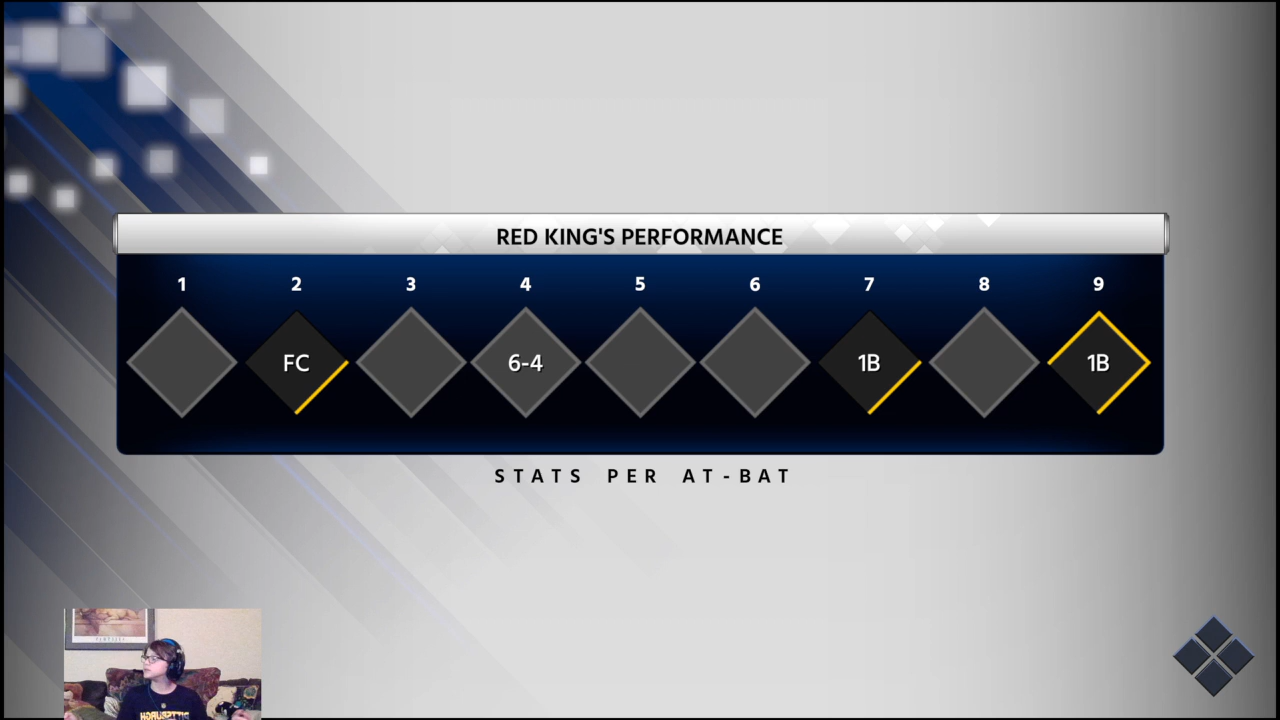 RED KING'S PERFORMANCE
1 2 3 4 5 6 7 8 9
FC 6-4 1B 1B
STATS PER AT-BAT